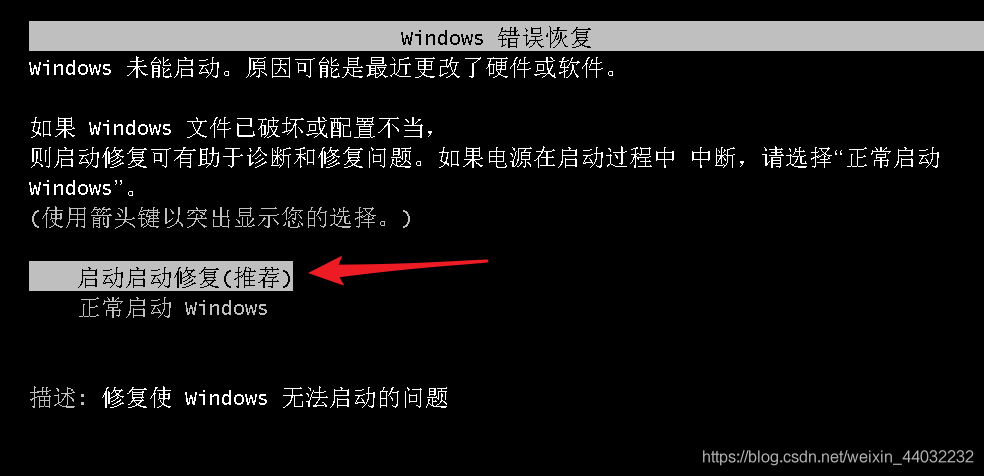 Windows 错误恢复
Windows 未能启动。原因可能是最近更改了硬件或软件。
如果 Windows 文件已破坏或配置不当，
则启动修复可有助于诊断和修复问题。如果电源在启动过程中 中断，请选择“正常启动
Windows”。
(使用箭头键以突出显示您的选择。)
启动启动修复(推荐)
正常启动 Windows
描述: 修复使 Windows 无法启动的问题
https://blog.csdn.net/weixin_44032232